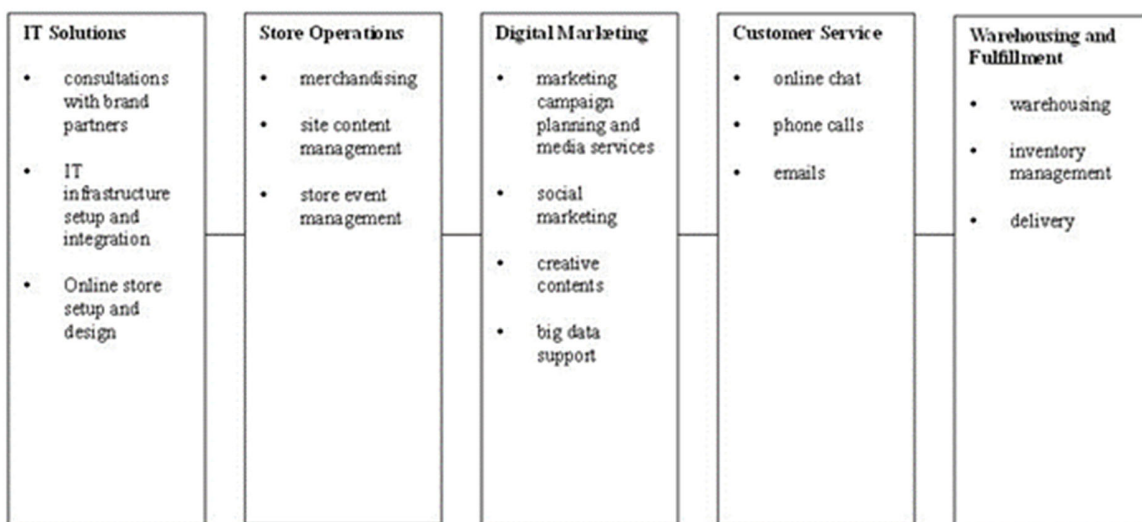 IT Solutions
• consultations
with brand
partners
• IT
infrastructure
setup and
integration
• Online store
setup and
design
Store Operations
• merchandising
• site content
management
• store event
management
Digital Marketing
• marketing
campaign
planning and
media services
• social
marketing
• creative
contents
• big data
support
Customer Service
• online chat
• phone calls
• emails
Warehousing and
Fulfillment
• warehousing
• inventory
management
• delivery